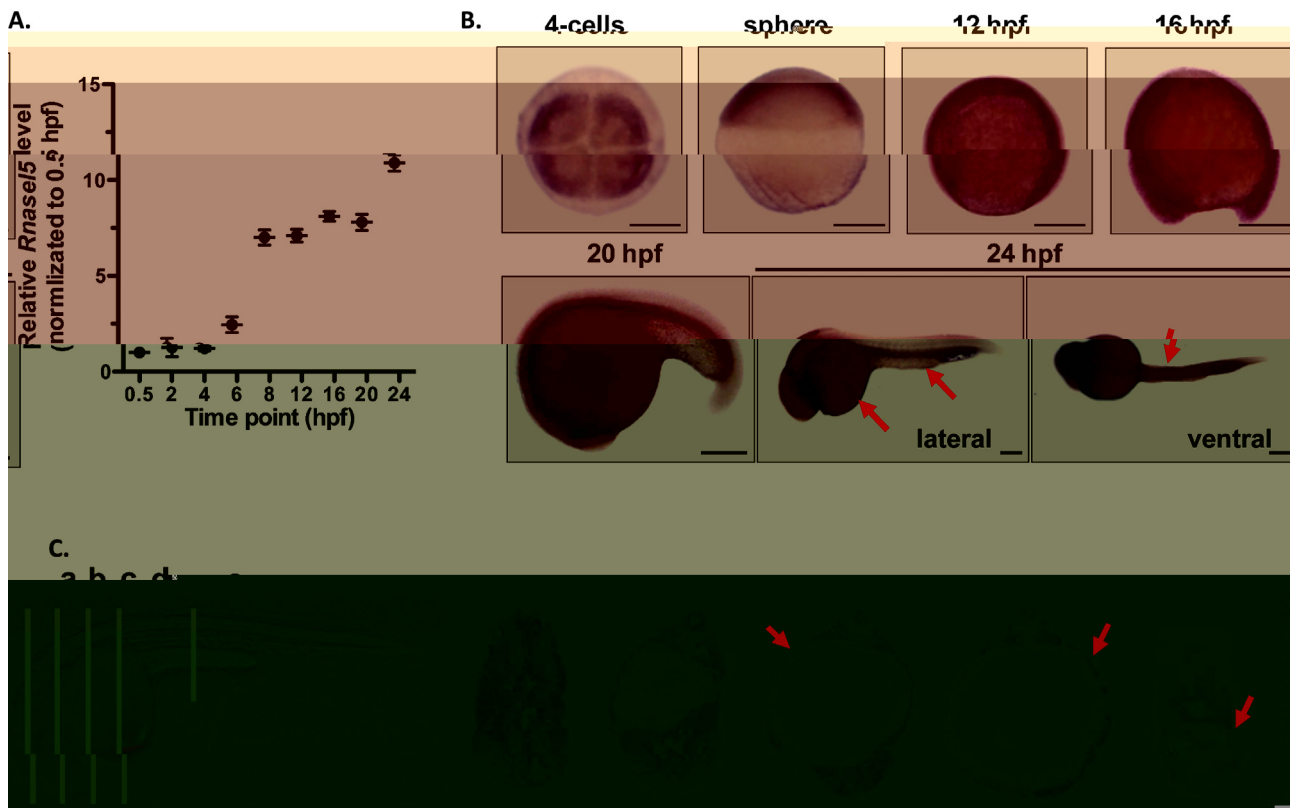 A.
B.
4-cells
sphere
12 hpf
16 hpf
15
10
5
0
Relative Rnasel5 level
(normlizated to 0.5 hpf)
0.5 2 4 6 8 12 16 20 24
Time point (hpf)
20 hpf
24 hpf
lateral
ventral
C.
a b c d